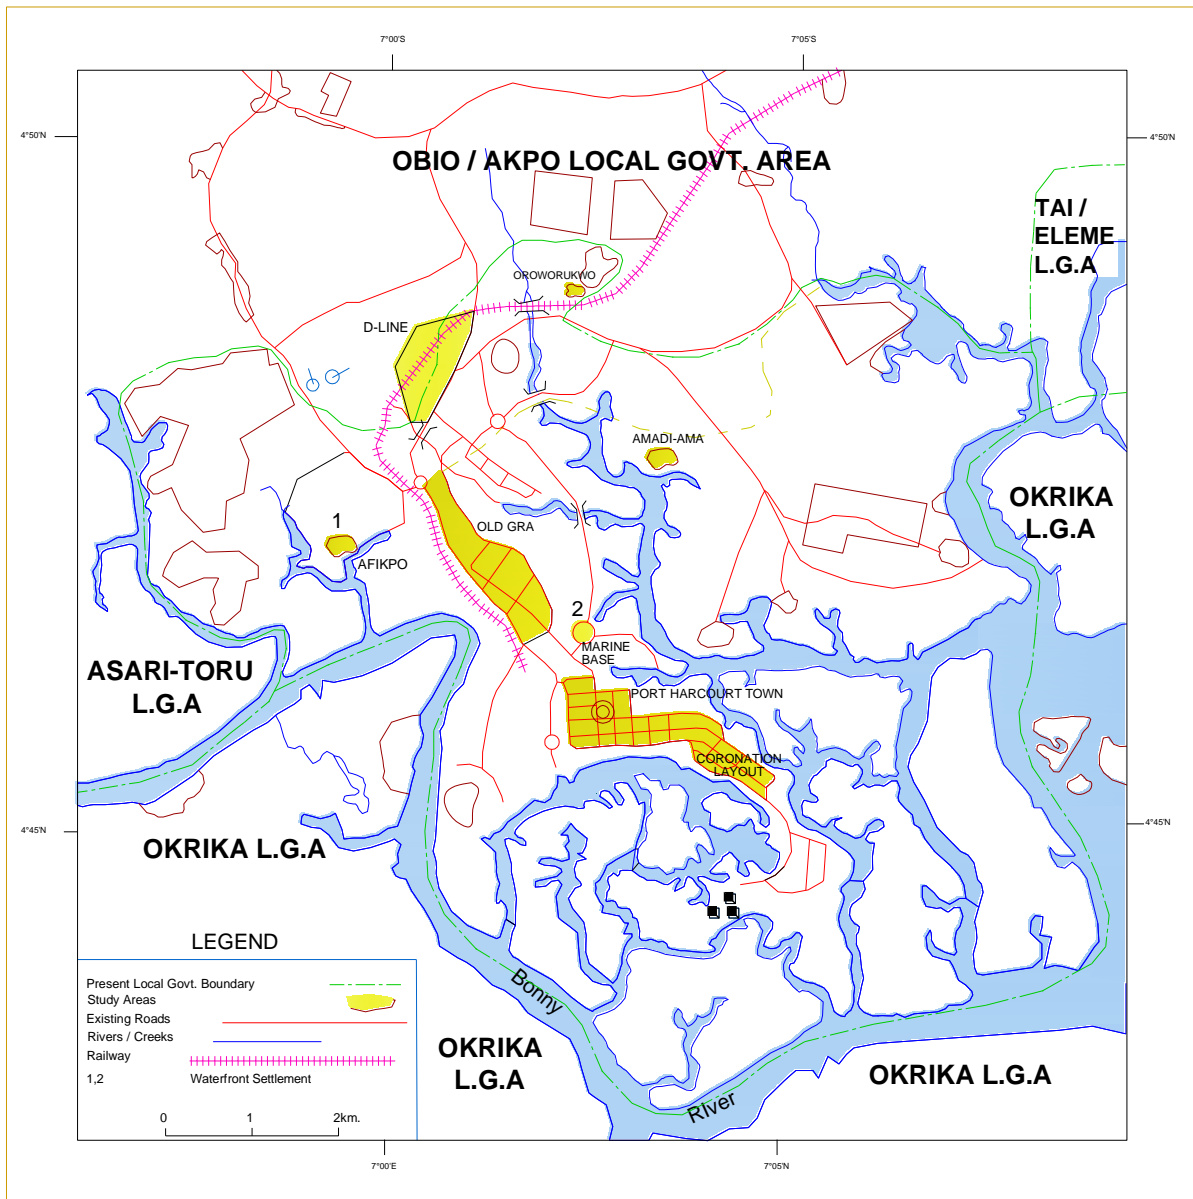 7°00'S
7°05'S
4°50'N
4°50'N
OBIO / AKPO LOCAL GOVT. AREA
TAI /
ELEME
L.G.A
OROWORUKWO
D-LINE
AMADI-AMA
OKRIKA
L.G.A
1
OLD GRA
AFIKPO
2
MARINE
BASE
ASARI-TORU
L.G.A
PORT HARCOURT TOWN
CORONATION
LAYOUT
4°45'N
4°45'N
OKRIKA L.G.A
LEGEND
Present Local Govt. Boundary
Study Areas
Existing Roads
Rivers / Creeks
Railway
1,2 Waterfront Settlement
0 1 2km.
Bonny
River
OKRIKA
L.G.A
OKRIKA L.G.A
7°00'E
7°05'N